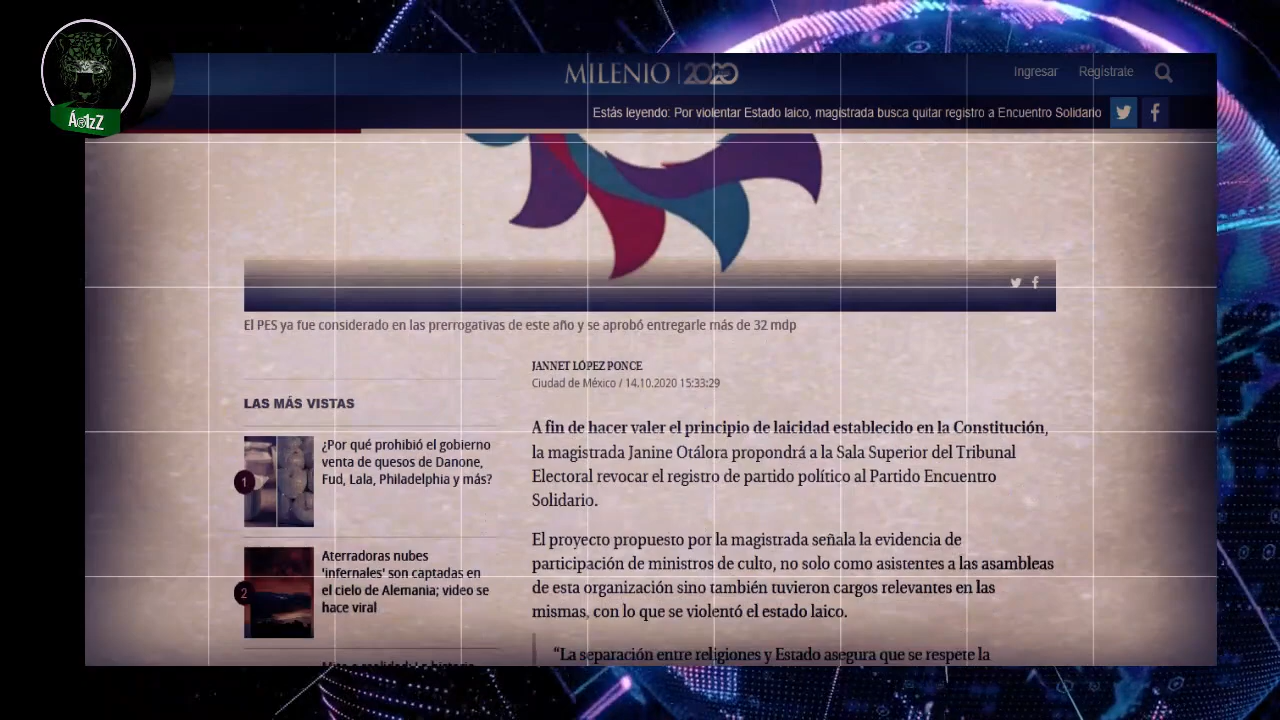 MILENIO | 2020
Ingresar Regístrate
Estás leyendo: Por violentar Estado laico, magistrada busca quitar registro a Encuentro Solidario
El PES ya fue considerado en las prerrogativas de este año y se aprobó entregarle más de 32 mdp
JANNET LÓPEZ PONCE
Ciudad de México / 14.10.2020 15:33:29
LAS MÁS VISTAS
1
¿Por qué prohibió el gobierno
venta de quesos de Danone,
Fud, Lala, Philadelphia y más?
2
Aterradoras nubes
'infernales' son captadas en
el cielo de Alemania; video se
hace viral
A fin de hacer valer el principio de laicidad establecido en la Constitución,
la magistrada Janine Otálora propondrá a la Sala Superior del Tribunal
Electoral revocar el registro de partido político al Partido Encuentro
Solidario.
El proyecto propuesto por la magistrada señala la evidencia de
participación de ministros de culto, no solo como asistentes a las asambleas
de esta organización sino también tuvieron cargos relevantes en las
mismas, con lo que se violentó el estado laico.
“La separación entre religiones y Estado asegura que se respete la